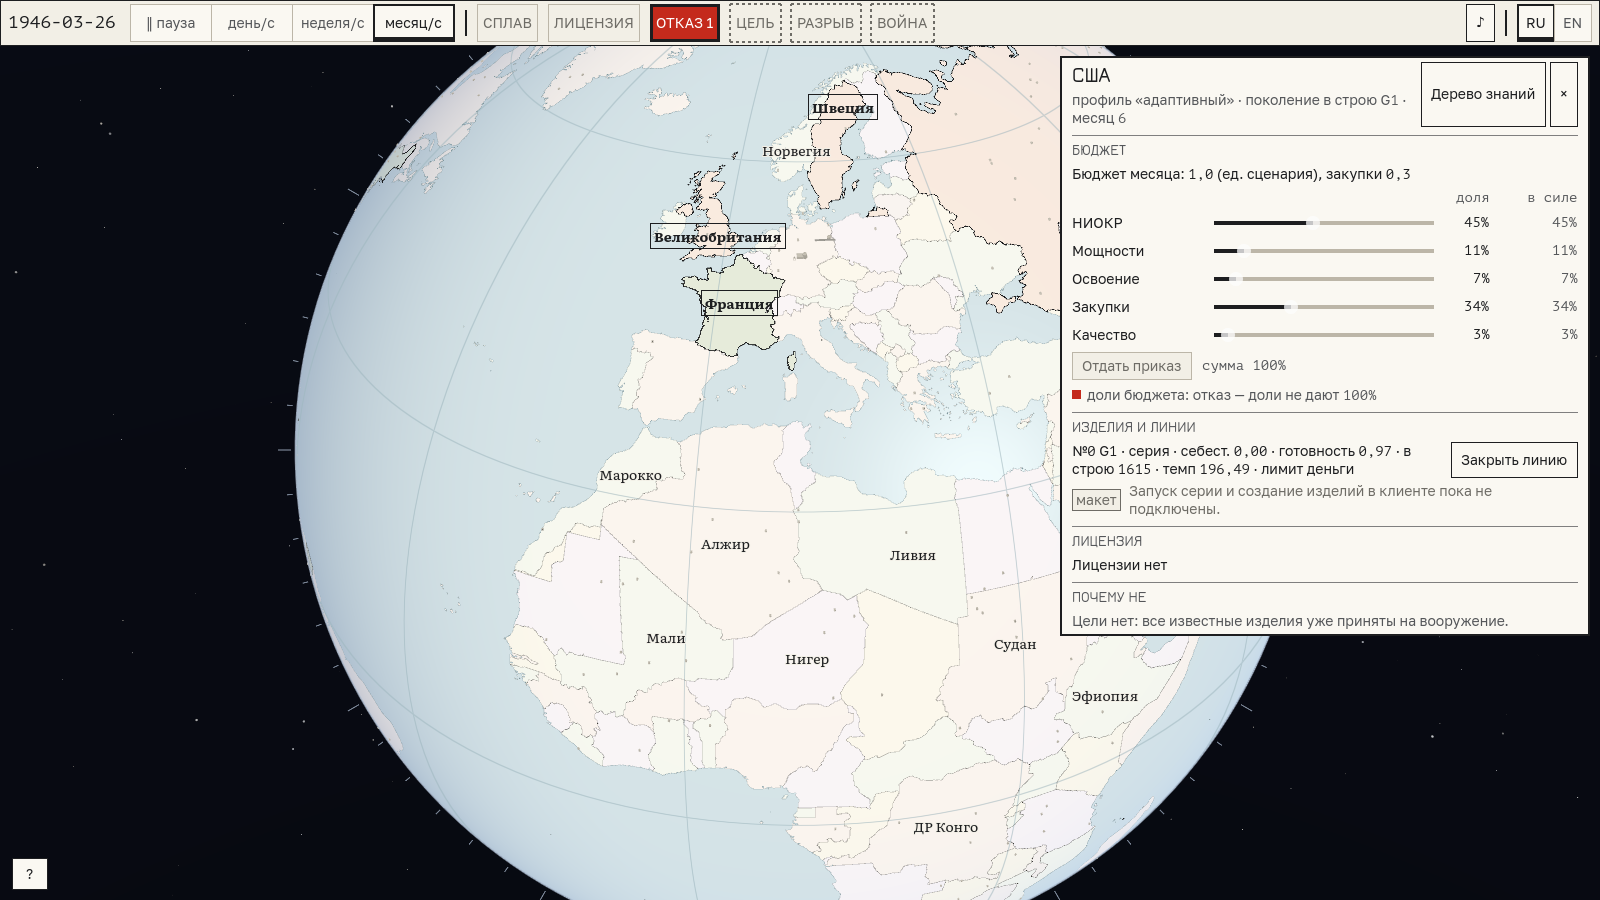 1946-03-26 ‖ пауза день/с неделя/с месяц/с СПЛАВ ЛИЦЕНЗИЯ ОТКАЗ 1 ЦЕЛЬ РАЗРЫВ ВОЙНА ♪ RU EN
США
Дерево знаний ×
профиль «адаптивный» · поколение в строю G1 ·
месяц 6
БЮДЖЕТ
Бюджет месяца: 1,0 (ед. сценария), закупки 0,3
доля в силе
НИОКР 45% 45%
Мощности 11% 11%
Освоение 7% 7%
Закупки 34% 34%
Качество 3% 3%
Отдать приказ сумма 100%
доли бюджета: отказ — доли не дают 100%
ИЗДЕЛИЯ И ЛИНИИ
№0 G1 · серия · себест. 0,00 · готовность 0,97 · в
строю 1615 · темп 196,49 · лимит деньги
Закрыть линию
макет Запуск серии и создание изделий в клиенте пока не
подключены.
ЛИЦЕНЗИЯ
Лицензии нет
ПОЧЕМУ НЕ
Цели нет: все известные изделия уже приняты на вооружение.
Швеция
Норвегия
Великобритания
Франция
Марокко
Алжир
Ливия
Мали
Нигер
Судан
Эфиопия
ДР Конго
?